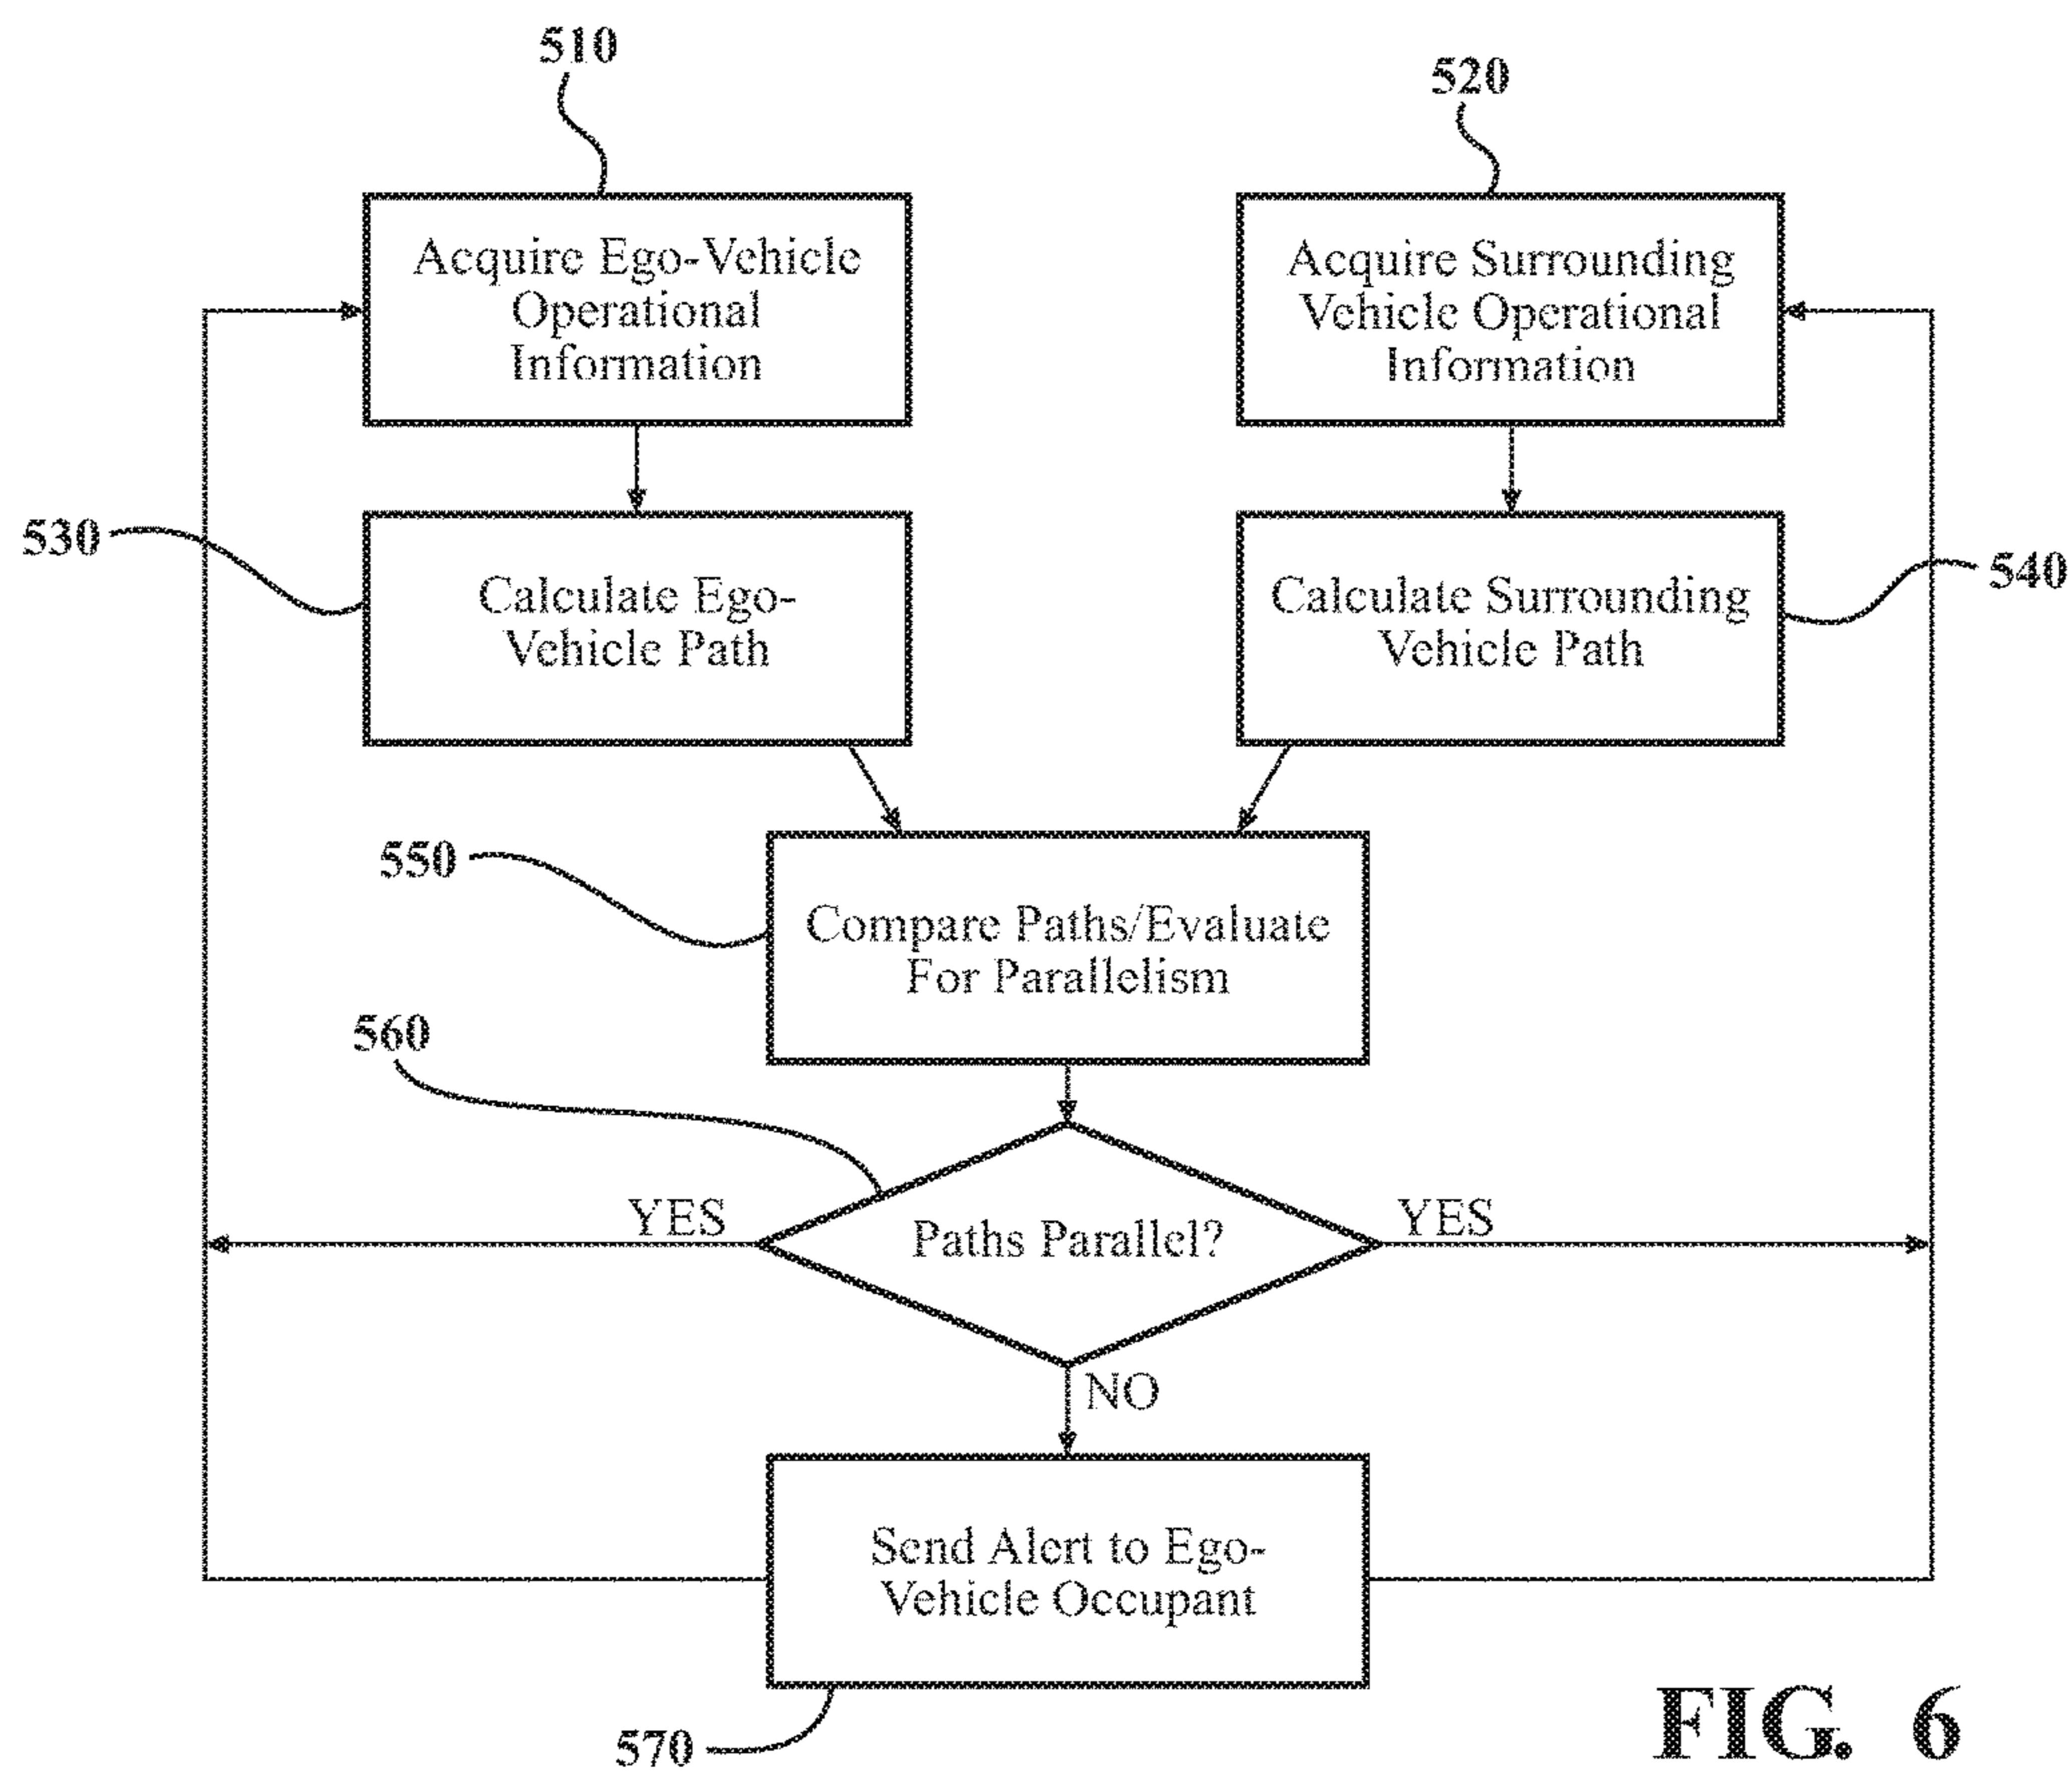 510
520
Acquire Ego-Vehicle
Operational
Information
Acquire Surrounding
Vehicle Operational
Information
530
540
Calculate Ego-
Vehicle Path
Calculate Surrounding
Vehicle Path
550
Compare Paths/Evaluate
For Parallelism
560
YES
Paths Parallel?
YES
NO
Send Alert to Ego-
Vehicle Occupant
570
FIG. 6